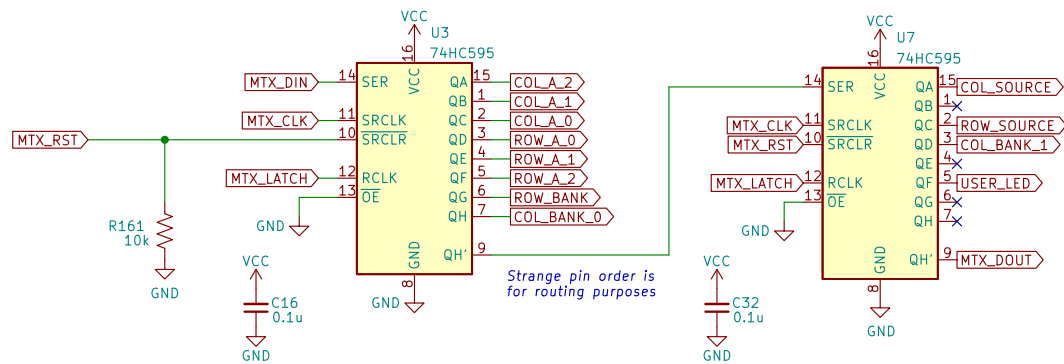 VCC
U3
74HC595
16
VCC
MTX_DIN
14
SER
QA
15
COL_A_2
QB
1
COL_A_1
MTX_CLK
11
SRCLK
QC
2
COL_A_0
MTX_RST
10
SRCLR
QD
3
ROW_A_0
QE
4
ROW_A_1
MTX_LATCH
12
RCLK
QF
5
ROW_A_2
13
OE
QG
6
ROW_BANK
QH
7
COL_BANK_0
GND
R161
10k
GND
QH'
9
GND
8
GND
VCC
C16
0.1u
GND
Strange pin order is
for routing purposes
VCC
U7
74HC595
16
VCC
14
SER
QA
15
COL_SOURCE
QB
1
MTX_CLK
11
SRCLK
QC
2
ROW_SOURCE
MTX_RST
10
SRCLR
QD
3
COL_BANK_1
QE
4
MTX_LATCH
12
RCLK
QF
5
USER_LED
13
OE
QG
6
QH
7
GND
QH'
9
MTX_DOUT
GND
8
GND
VCC
C32
0.1u
GND